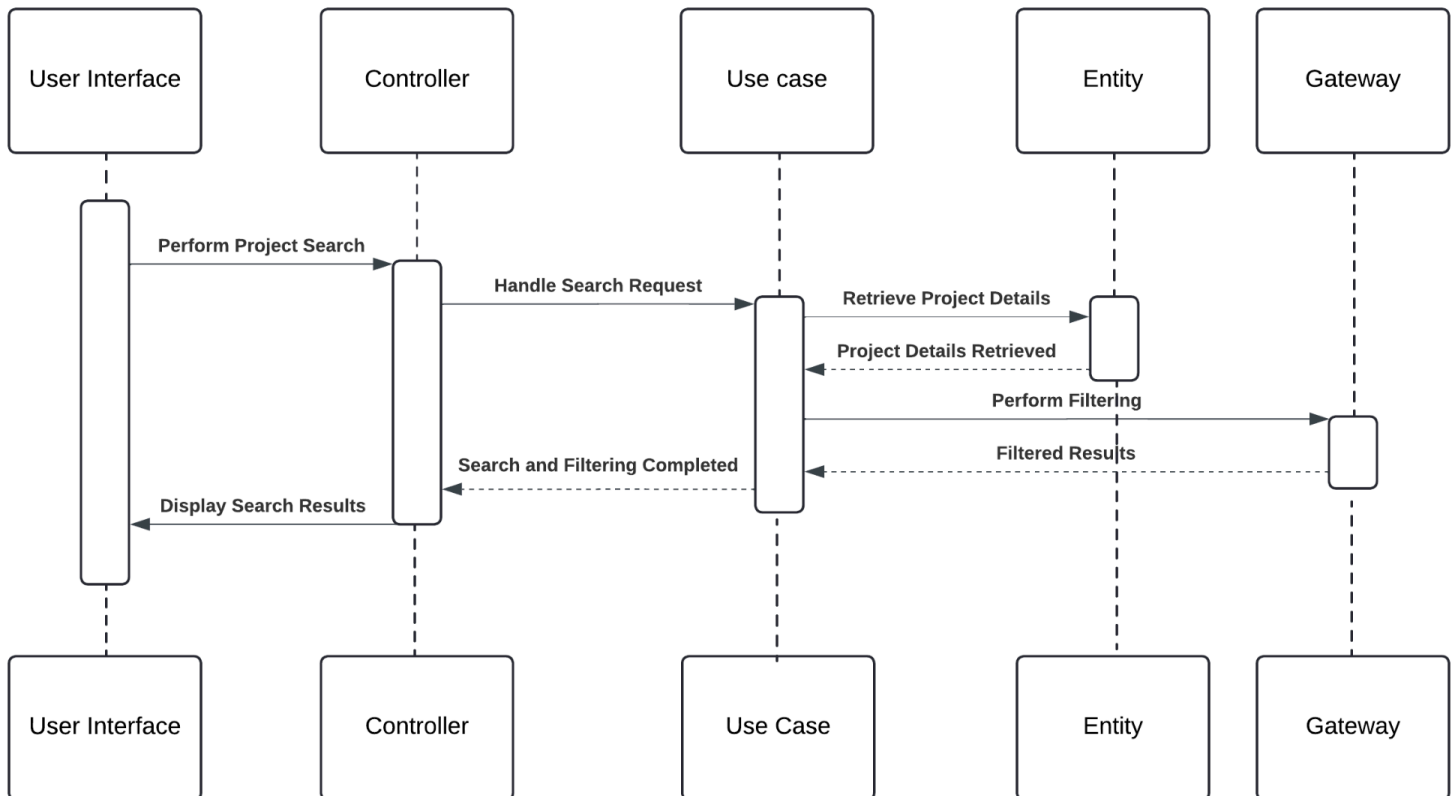 User Interface
Controller
Use case
Entity
Gateway
Perform Project Search
Handle Search Request
Retrieve Project Details
Project Details Retrieved
Perform Filtering
Filtered Results
Search and Filtering Completed
Display Search Results
User Interface
Controller
Use Case
Entity
Gateway